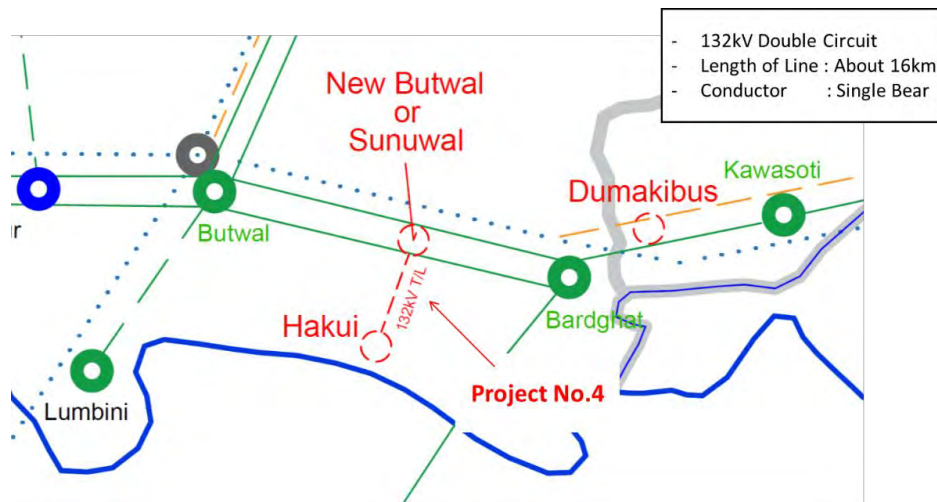 - 132kV Double Circuit
- Length of Line : About 16km
- Conductor : Single Bear
New Butwal
or
Sunuwal
Kawasoti
Dumakibus
r
Butwal
132kV T/L
Hakui
Bardghat
Project No.4
Lumbini